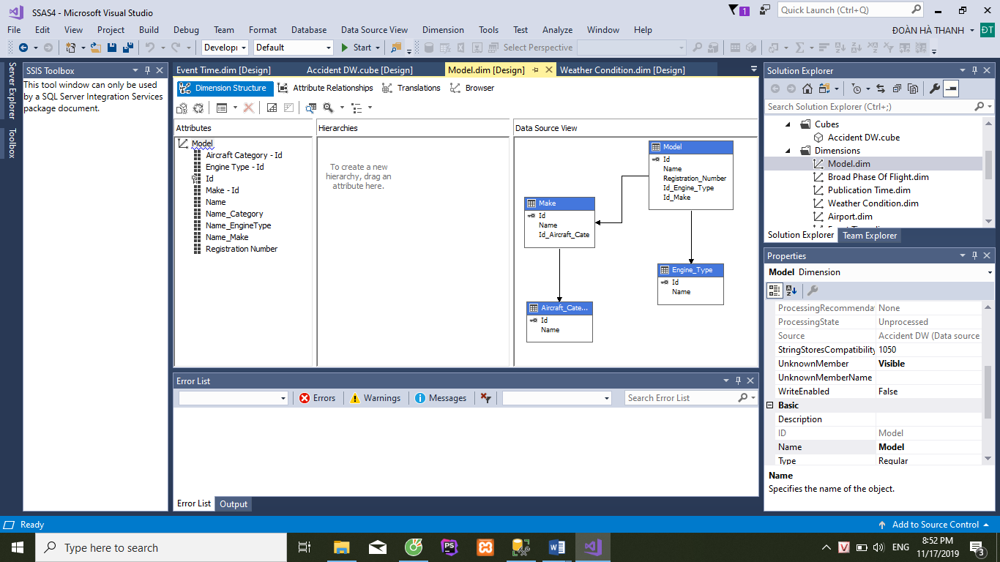 SSAS4 - Microsoft Visual Studio
1
Quick Launch (Ctrl+Q)
File Edit View Project Build Debug Team Format Database Data Source View Dimension Tools Test Analyze Window Help
ĐOÀN HÀ THANH ĐT
Develop Default Start Select Perspective
Server Explorer
Toolbox
SSIS Toolbox
This tool window can only be used
by a SQL Server Integration Services
package document.
Event Time.dim [Design] Accident DW.cube [Design] Model.dim [Design] Weather Condition.dim [Design]
Dimension Structure Attribute Relationships Translations Browser
Attributes
Model
Aircraft Category - Id
Engine Type - Id
Id
Make - Id
Name
Name_Category
Name_EngineType
Name_Make
Registration Number
Hierarchies
To create a new
hierarchy, drag an
attribute here.
Data Source View
Model
Id
Name
Registration_Number
Id_Engine_Type
Id_Make
Make
Id
Name
Id_Aircraft_Cate
Engine_Type
Id
Name
Aircraft_Cate...
Id
Name
Error List
Errors Warnings Messages Search Error List
Error List Output
Solution Explorer
Search Solution Explorer (Ctrl+;)
Cubes
Accident DW.cube
Dimensions
Model.dim
Broad Phase Of Flight.dim
Publication Time.dim
Weather Condition.dim
Airport.dim
Solution Explorer Team Explorer
Properties
Model Dimension
ProcessingRecommendat None
ProcessingState Unprocessed
Source Accident DW (Data source
StringStoresCompatibility 1050
UnknownMember Visible
UnknownMemberName
WriteEnabled False
Basic
Description
ID Model
Name Model
Type Regular
Name
Specifies the name of the object.
Ready
Add to Source Control
Type here to search
PS
W
V
ENG
8:52 PM
11/17/2019
3